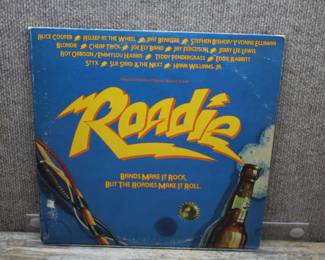 Alice Cooper Asleep at the Wheel Pat Benatar Stephen Bishop/Yvonne Elliman
Blondie Cheap Trick Joe Ely Band Jay Ferguson Jerry Lee Lewis
Roy Orbison/Emmylou Harris Teddy Pendergrass Eddie Rabbitt
Styx Sue Saad & the Next Hank Williams, Jr.
Roadie
Bands Make It Rock,
But The Roadies Make It Roll.